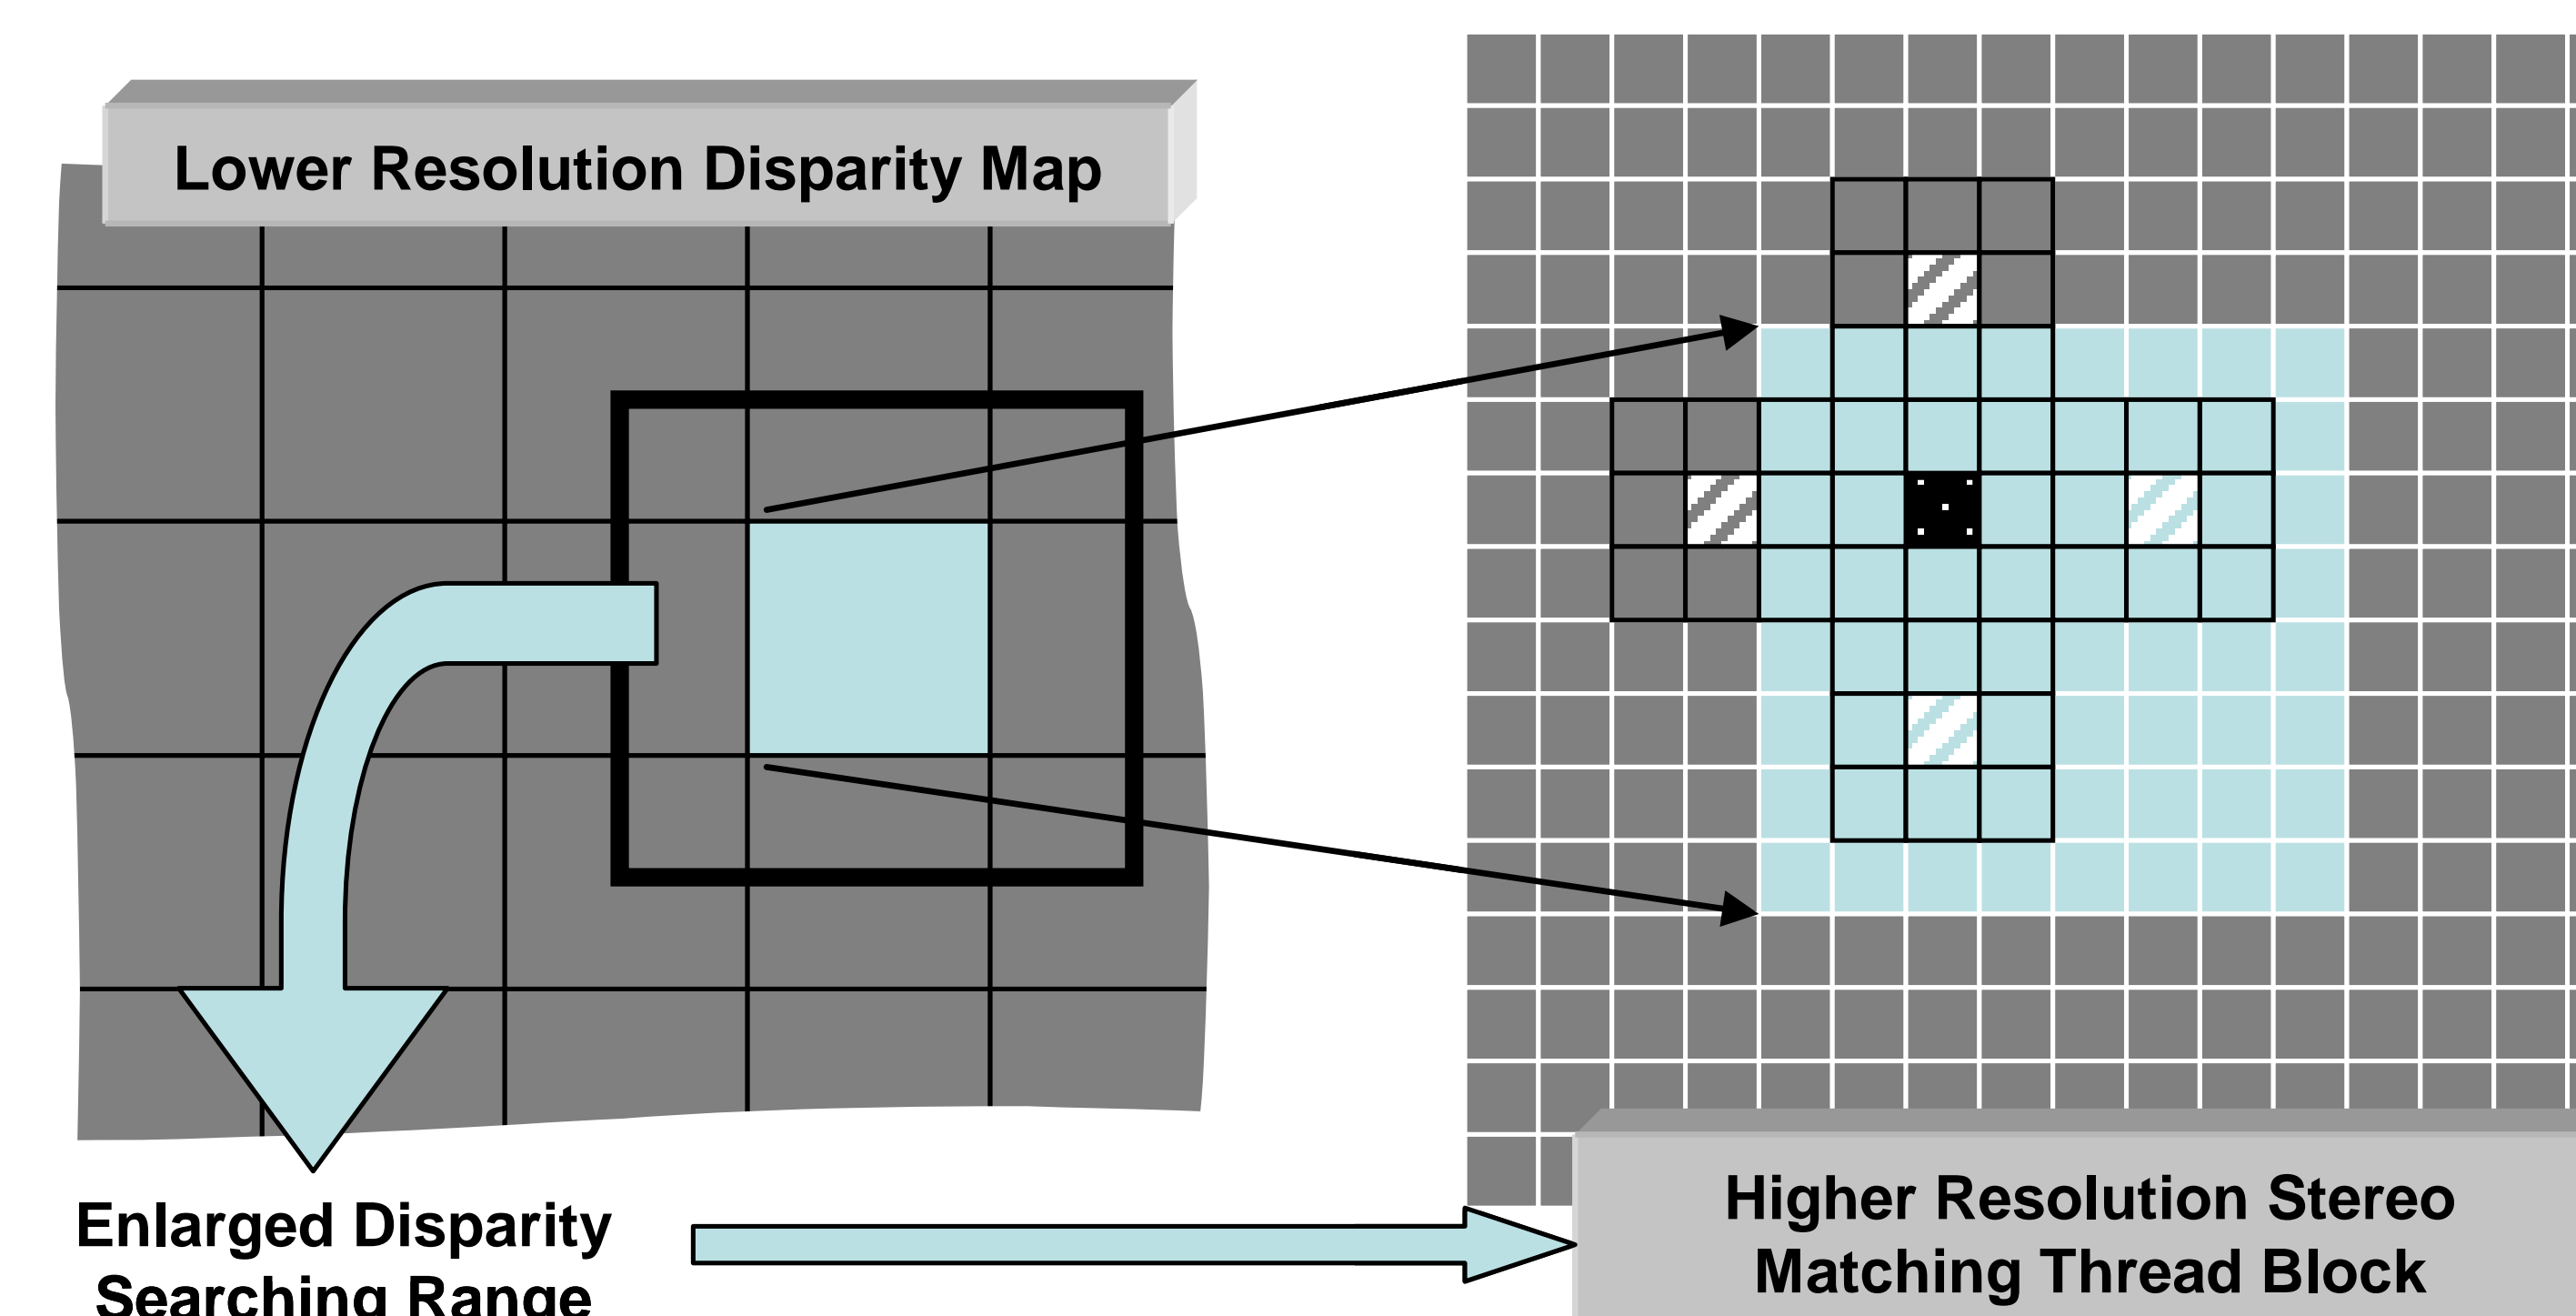 Lower Resolution Disparity Map
Enlarged Disparity
Searching Range
Higher Resolution Stereo
Matching Thread Block